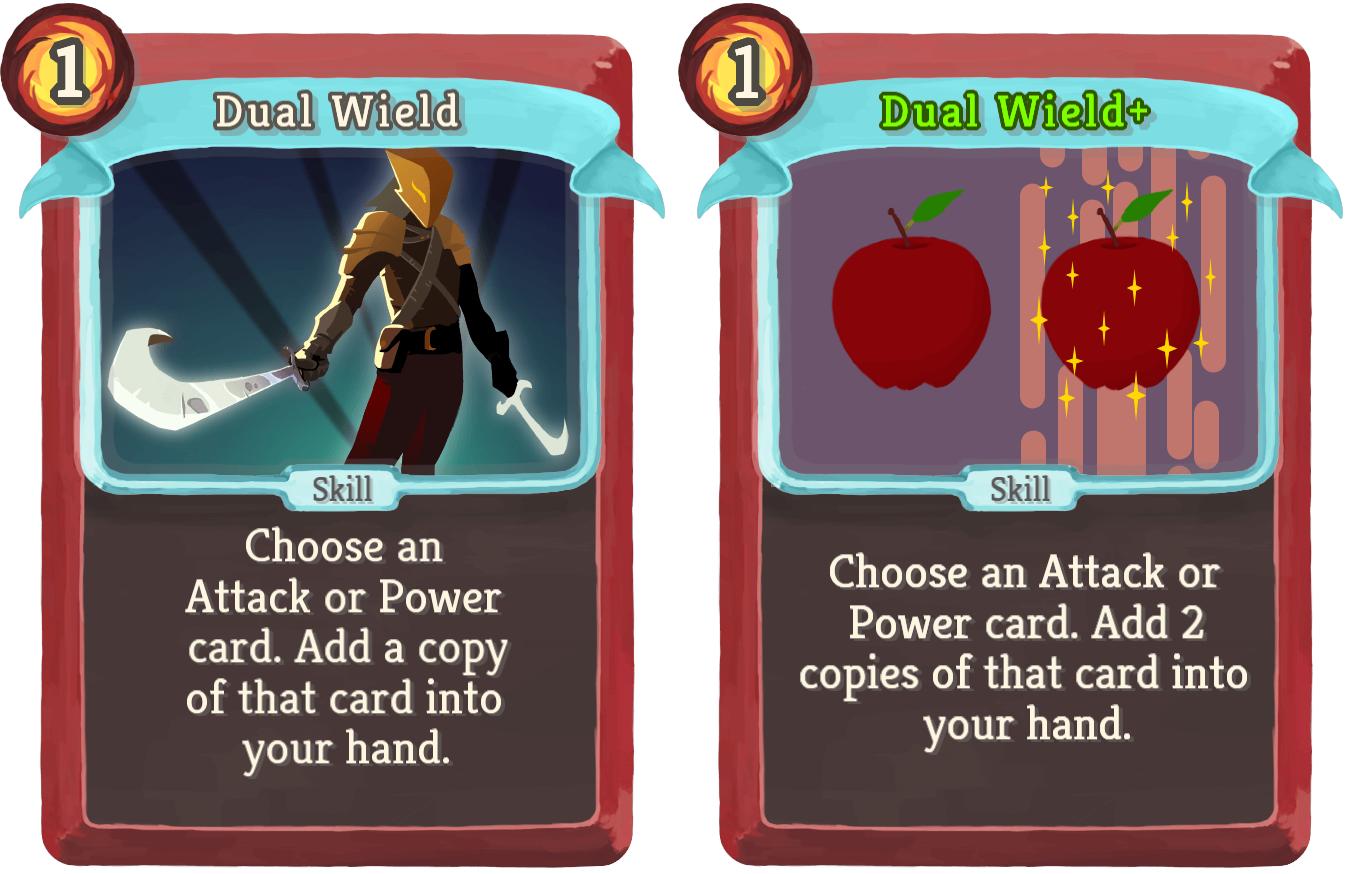 1
Dual Wield
Skill
Choose an
Attack or Power
card. Add a copy
of that card into
your hand.
1
Dual Wield+
Skill
Choose an Attack or
Power card. Add 2
copies of that card into
your hand.